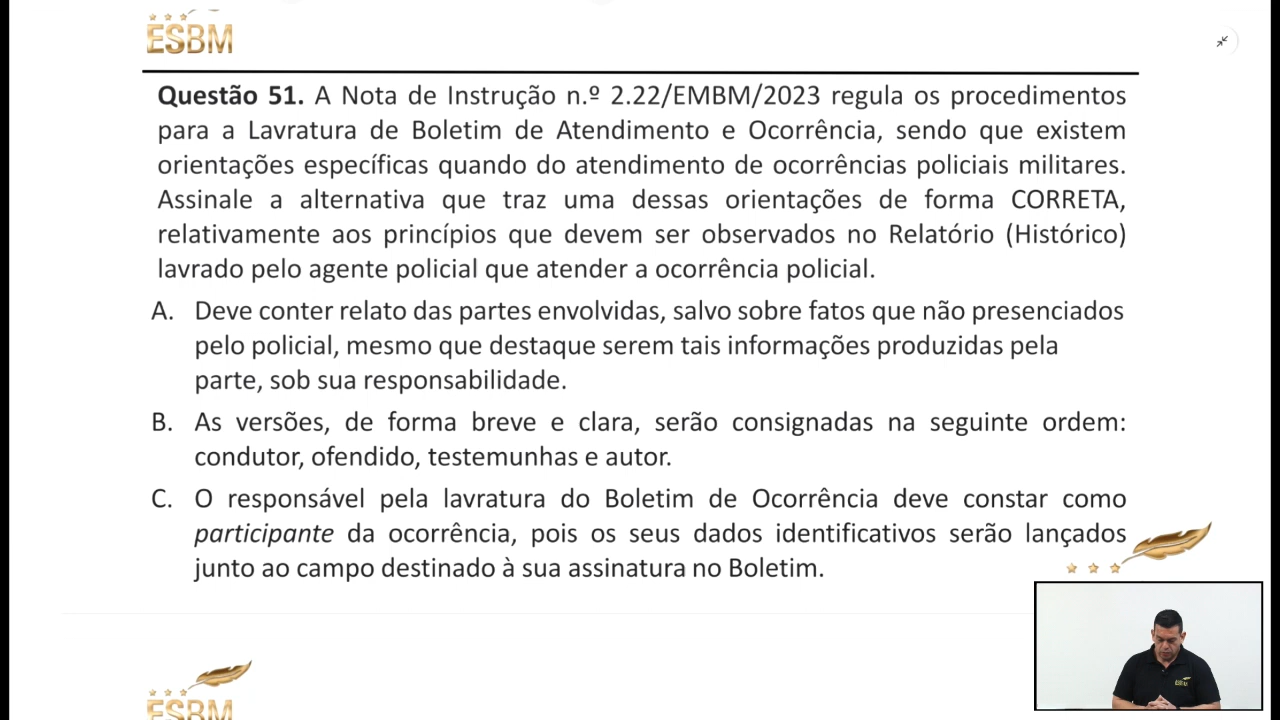 ESBM
Questão 51. A Nota de Instrução n.º 2.22/EMBM/2023 regula os procedimentos
para a Lavratura de Boletim de Atendimento e Ocorrência, sendo que existem
orientações específicas quando do atendimento de ocorrências policiais militares.
Assinale a alternativa que traz uma dessas orientações de forma CORRETA,
relativamente aos princípios que devem ser observados no Relatório (Histórico)
lavrado pelo agente policial que atender a ocorrência policial.
A. Deve conter relato das partes envolvidas, salvo sobre fatos que não presenciados
pelo policial, mesmo que destaque serem tais informações produzidas pela
parte, sob sua responsabilidade.
B. As versões, de forma breve e clara, serão consignadas na seguinte ordem:
condutor, ofendido, testemunhas e autor.
C. O responsável pela lavratura do Boletim de Ocorrência deve constar como
participante da ocorrência, pois os seus dados identificativos serão lançados
junto ao campo destinado à sua assinatura no Boletim.
ESBM
ESBM